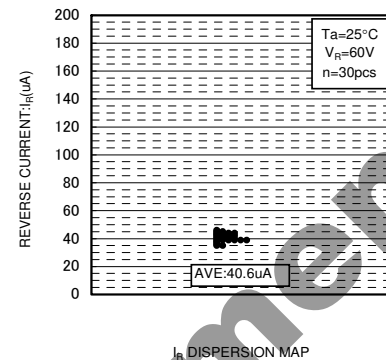 200
180
160
140
120
100
80
60
40
20
0
REVERSE CURRENT:IR(uA)
Ta=25°C
VR=60V
n=30pcs
AVE:40.6uA
IR DISPERSION MAP